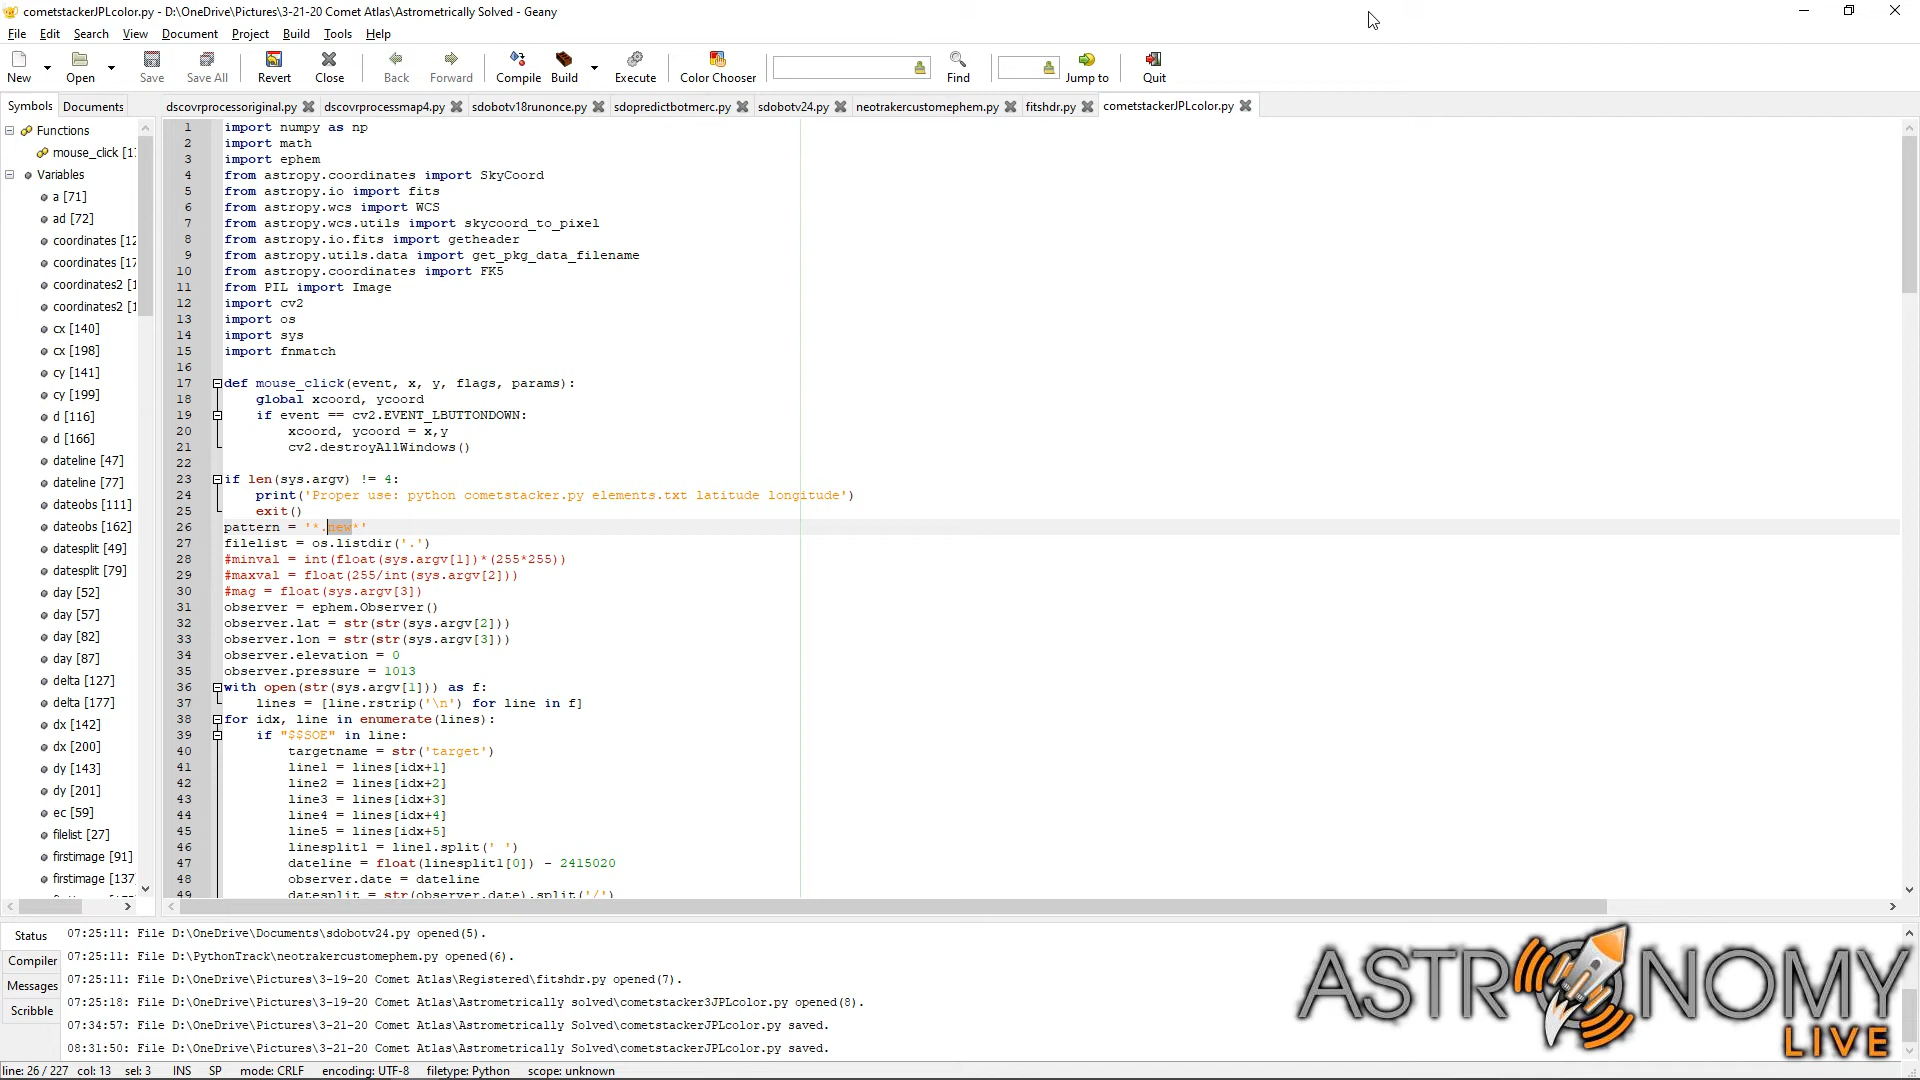 cometstackerJPLcolor.py - D:\OneDrive\Pictures\3-21-20 Comet Atlas\Astrometrically Solved - Geany
File Edit Search View Document Project Build Tools Help
New Open Save Save All Revert Close Back Forward Compile Build Execute Color Chooser Find Jump to Quit
Symbols Documents
dscovrprocessoriginal.py dscovrprocessmap4.py sdobotv18runonce.py sdopredictbotmerc.py sdobotv24.py neotrakercustomephem.py fitshdr.py cometstackerJPLcolor.py
Functions
mouse_click [17
Variables
a [71]
ad [72]
coordinates [12
coordinates [17
coordinates2 [1
coordinates2 [1
cx [140]
cx [198]
cy [141]
cy [199]
d [116]
d [166]
dateline [47]
dateline [77]
dateobs [111]
dateobs [162]
datesplit [49]
datesplit [79]
day [52]
day [57]
day [82]
day [87]
delta [127]
delta [177]
dx [142]
dx [200]
dy [143]
dy [201]
ec [59]
filelist [27]
firstimage [91]
firstimage [137
1 import numpy as np
2 import math
3 import ephem
4 from astropy.coordinates import SkyCoord
5 from astropy.io import fits
6 from astropy.wcs import WCS
7 from astropy.wcs.utils import skycoord_to_pixel
8 from astropy.io.fits import getheader
9 from astropy.utils.data import get_pkg_data_filename
10 from astropy.coordinates import FK5
11 from PIL import Image
12 import cv2
13 import os
14 import sys
15 import fnmatch
16
17 def mouse_click(event, x, y, flags, params):
18 global xcoord, ycoord
19 if event == cv2.EVENT_LBUTTONDOWN:
20 xcoord, ycoord = x,y
21 cv2.destroyAllWindows()
22
23 if len(sys.argv) != 4:
24 print('Proper use: python cometstacker.py elements.txt latitude longitude')
25 exit()
26 pattern = '*.new*'
27 filelist = os.listdir('.')
28 #minval = int(float(sys.argv[1])*(255*255))
29 #maxval = float(255/int(sys.argv[2]))
30 #mag = float(sys.argv[3])
31 observer = ephem.Observer()
32 observer.lat = str(str(sys.argv[2]))
33 observer.lon = str(str(sys.argv[3]))
34 observer.elevation = 0
35 observer.pressure = 1013
36 with open(str(sys.argv[1])) as f:
37 lines = [line.rstrip('\n') for line in f]
38 for idx, line in enumerate(lines):
39 if "$$SOE" in line:
40 targetname = str('target')
41 line1 = lines[idx+1]
42 line2 = lines[idx+2]
43 line3 = lines[idx+3]
44 line4 = lines[idx+4]
45 line5 = lines[idx+5]
46 linesplit1 = line1.split(' ')
47 dateline = float(linesplit1[0]) - 2415020
48 observer.date = dateline
49 datesplit = str(observer.date).split('/')
Status
Compiler
Messages
Scribble
07:25:11: File D:\OneDrive\Documents\sdobotv24.py opened(5).
07:25:11: File D:\PythonTrack\neotrakercustomephem.py opened(6).
07:25:11: File D:\OneDrive\Pictures\3-19-20 Comet Atlas\Registered\fitshdr.py opened(7).
07:25:18: File D:\OneDrive\Pictures\3-19-20 Comet Atlas\Astrometrically solved\cometstacker3JPLcolor.py opened(8).
07:34:57: File D:\OneDrive\Pictures\3-21-20 Comet Atlas\Astrometrically Solved\cometstackerJPLcolor.py saved.
08:31:50: File D:\OneDrive\Pictures\3-21-20 Comet Atlas\Astrometrically Solved\cometstackerJPLcolor.py saved.
ASTRONOMY
LIVE
line: 26 / 227 col: 13 sel: 3 INS SP mode: CRLF encoding: UTF-8 filetype: Python scope: unknown